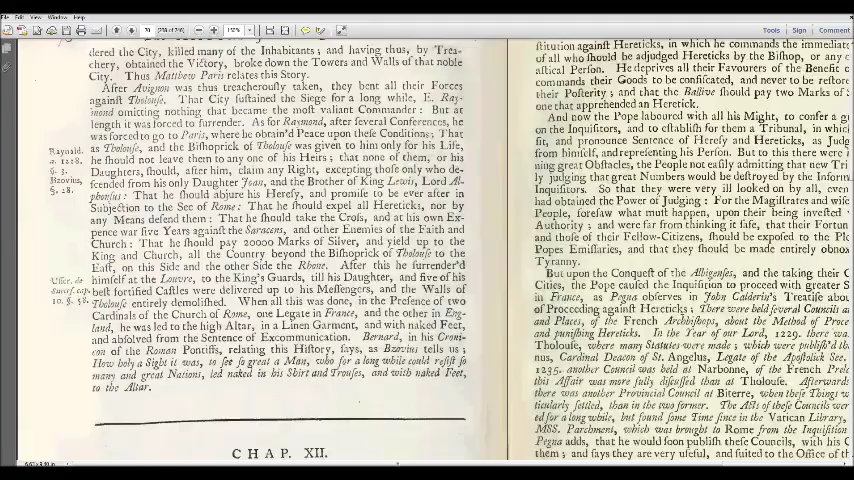 File Edit View Window Help
70 (238 of 746)
150%
Tools Sign Comment
dered the City, killed many of the Inhabitants; and having thus, by Trea-
chery, obtained the Victory, broke down the Towers and Walls of that noble
City. Thus Matthew Paris relates this Story.
After Avignon was thus treacherously taken, they bent all their Forces
against Tholouse. That City sustained the Siege for a long while, E. Ray-
mond omitting nothing that became the most valiant Commander: But at
length it was forced to surrender. As for Raymond, after several Conferences, he
was forced to go to Paris, where he obtain'd Peace upon these Conditions; That
as Tholouse, and the Bishoprick of Tholouse was given to him only for his Life,
he should not leave them to any one of his Heirs; that none of them, or his
Daughters, should, after him, claim any Right, excepting those only who de-
scended from his only Daughter Joan, and the Brother of King Lewis, Lord Al-
phonsus: That he should abjure his Heresy, and promise to be ever after in
Subjection to the See of Rome: That he should expel all Hereticks, nor by
any Means defend them: That he should take the Cross, and at his own Ex-
pence war five Years against the Saracens, and other Enemies of the Faith and
Church: That he should pay 20000 Marks of Silver, and yield up to the
King and Church, all the Country beyond the Bishoprick of Tholouse to the
East, on this Side and the other Side the Rhone. After this he surrender'd
himself at the Louvre, to the King's Guards, till his Daughter, and five of his
best fortified Castles were delivered up to his Messengers, and the Walls of
Tholouse entirely demolished. When all this was done, in the Presence of two
Cardinals of the Church of Rome, one Legate in France, and the other in Eng-
land, he was led to the high Altar, in a Linen Garment, and with naked Feet,
and absolved from the Sentence of Excommunication. Bernard, in his Croni-
con of the Roman Pontiffs, relating this History, says, as Bzovius tells us;
How holy a Sight it was, to see so great a Man, who for a long while could resist so
many and great Nations, led naked in his Shirt and Trouses, and with naked Feet,
to the Altar.
Raynald.
a. 1228.
§. 3.
Bzovius,
§. 18.
Usser. de
10. §. 58.
CHAP. XII.
stitution against Hereticks, in which he commands the immediate
of all who should be adjudged Hereticks by the Bishop, or any
astical Person. He deprives all their Favourers of the Benefit
commands their Goods to be confiscated, and never to be restore
their Posterity; and that the Bailive should pay two Marks of
one that apprehended an Heretick.
And now the Pope laboured with all his Might, to confer a
on the Inquisitors, and to establish for them a Tribunal, in which
sit, and pronounce Sentence of Heresy and Hereticks, as Judg
from himself, and representing his Person. But to this there were
ning great Obstacles, the People not easily admitting that new Tri
ly judging that great Numbers would be destroyed by the Inform
Inquisitors. So that they were very ill looked on by all, even
had obtained the Power of Judging: For the Magistrates and wise
People, foresaw what must happen, upon their being invested
Authority; and were far from thinking it safe, that their Fortun
and those of their Fellow-Citizens, should be exposed to the
Popes Emissaries, and that they should be made entirely obnox
Tyranny.
But upon the Conquest of the Albigenses, and the taking their
Cities, the Pope caused the Inquisition to proceed with greater
in France, as Pegna observes in John Calderin's Treatise abou
of Proceeding against Hereticks; There were held several Councils
and Places, of the French Archbishops, about the Method of Proce
and punishing Hereticks. In the Year of our Lord, 1229. there was
Tholouse, where many Statutes were made; which were publish'd
nus, Cardinal Deacon of St. Angelus, Legate of the Apostolick See.
1235. another Council was held at Narbonne, of the French Prela
this Affair was more fully discussed than at Tholouse. Afterwards
there was another Provincial Council at Biterre, when these Things
ticularly settled, than in the two former. The Acts of these Councils wer
ed for a long while, but found some Time since in the Vatican Library,
MSS. Parchment, which was brought to Rome from the Inquisition
Pegna adds, that he would soon publish these Councils, with his
them; and says they are very useful, and suited to the Office of